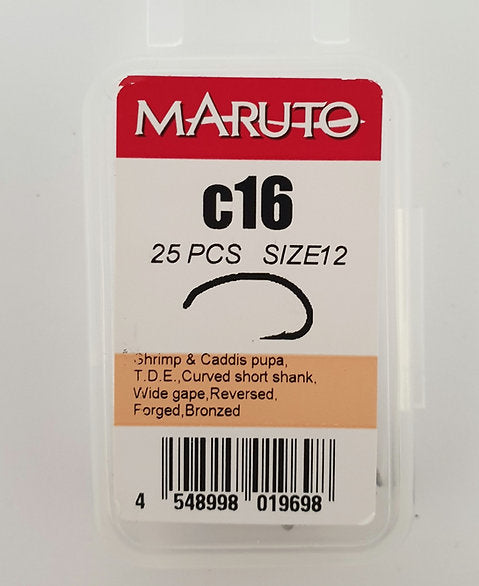 MARUTO
c16
25 PCS SIZE12
Shrimp & Caddis pupa,
T.D.E.,Curved short shank,
Wide gape,Reversed,
Forged,Bronzed
4 548998 019698